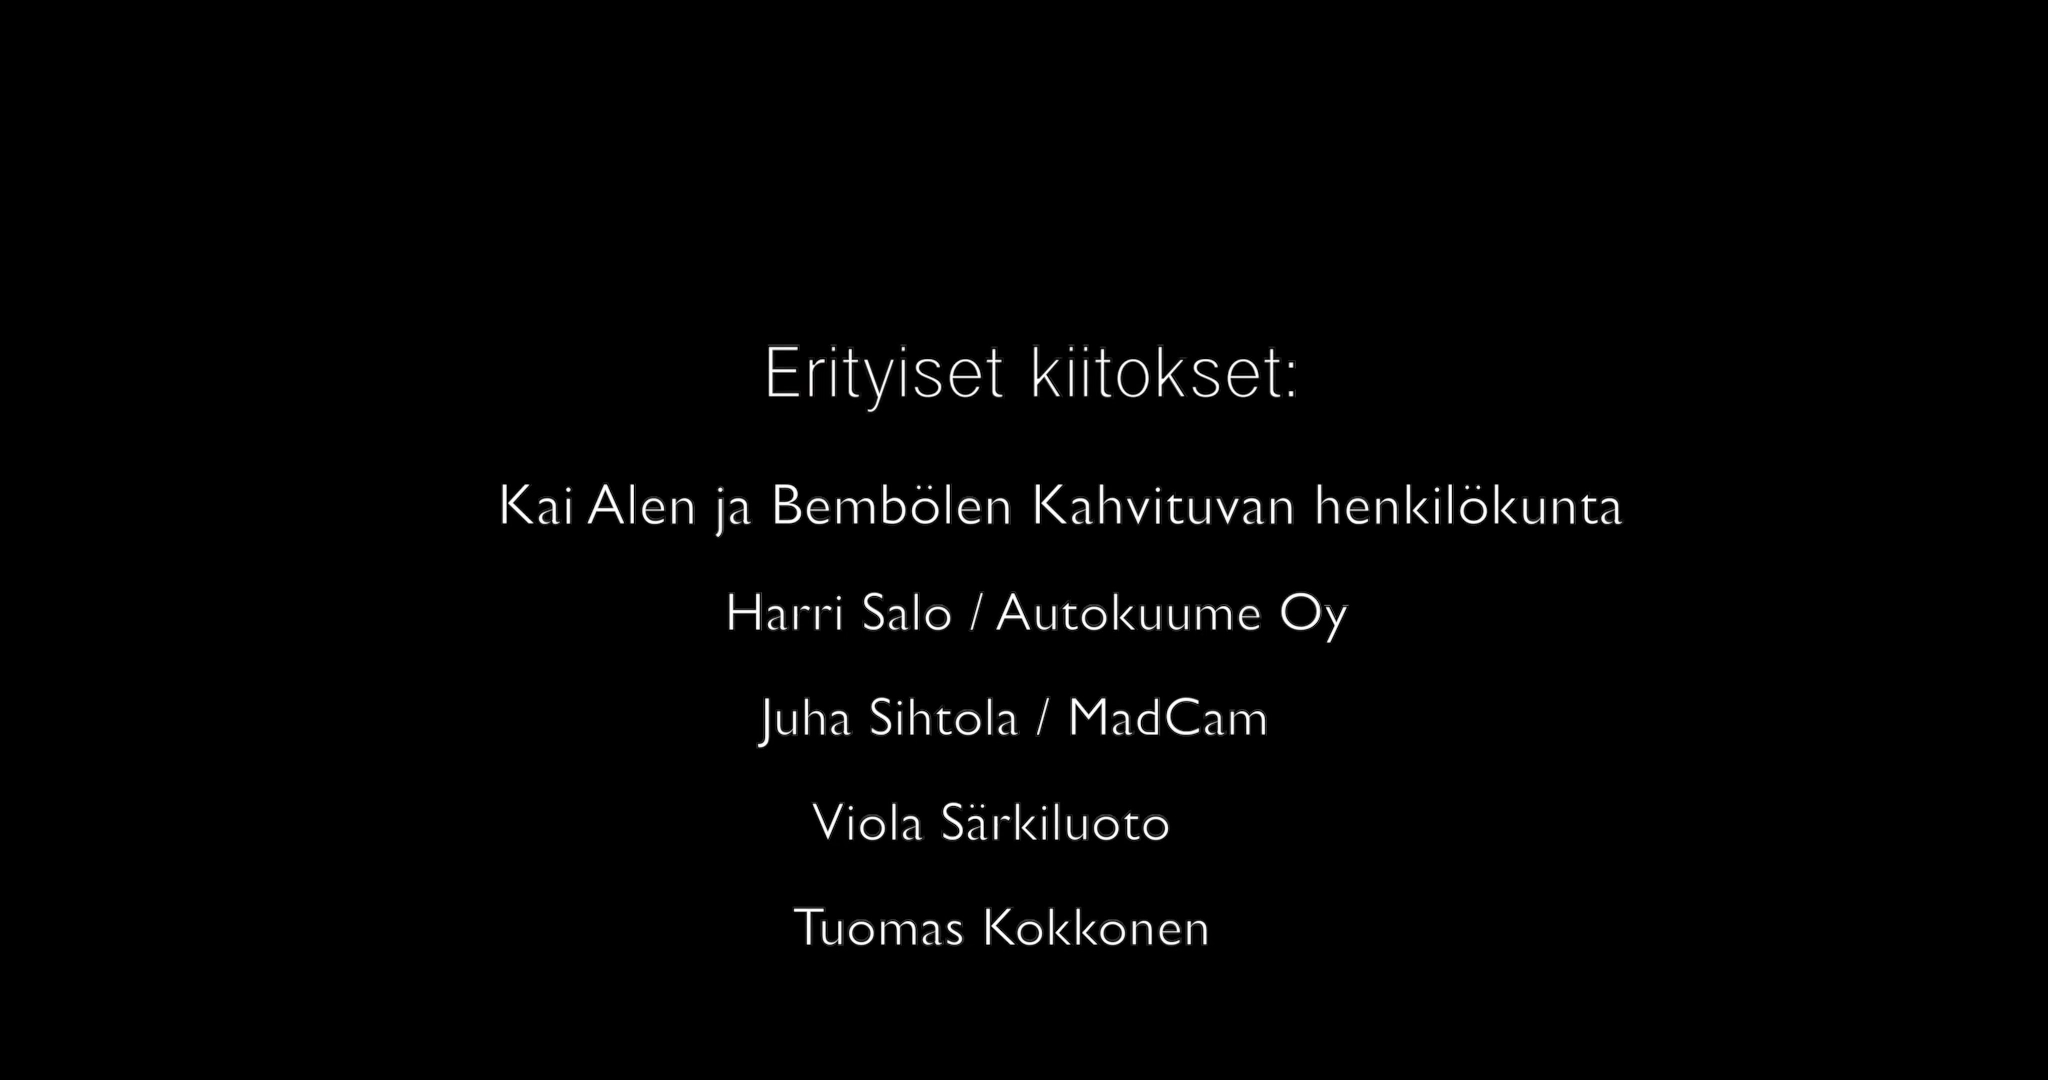 Erityiset kiitokset:
Kai Alen ja Bembölen Kahvituvan henkilökunta
Harri Salo / Autokuume Oy
Juha Sihtola / MadCam
Viola Särkiluoto
Tuomas Kokkonen